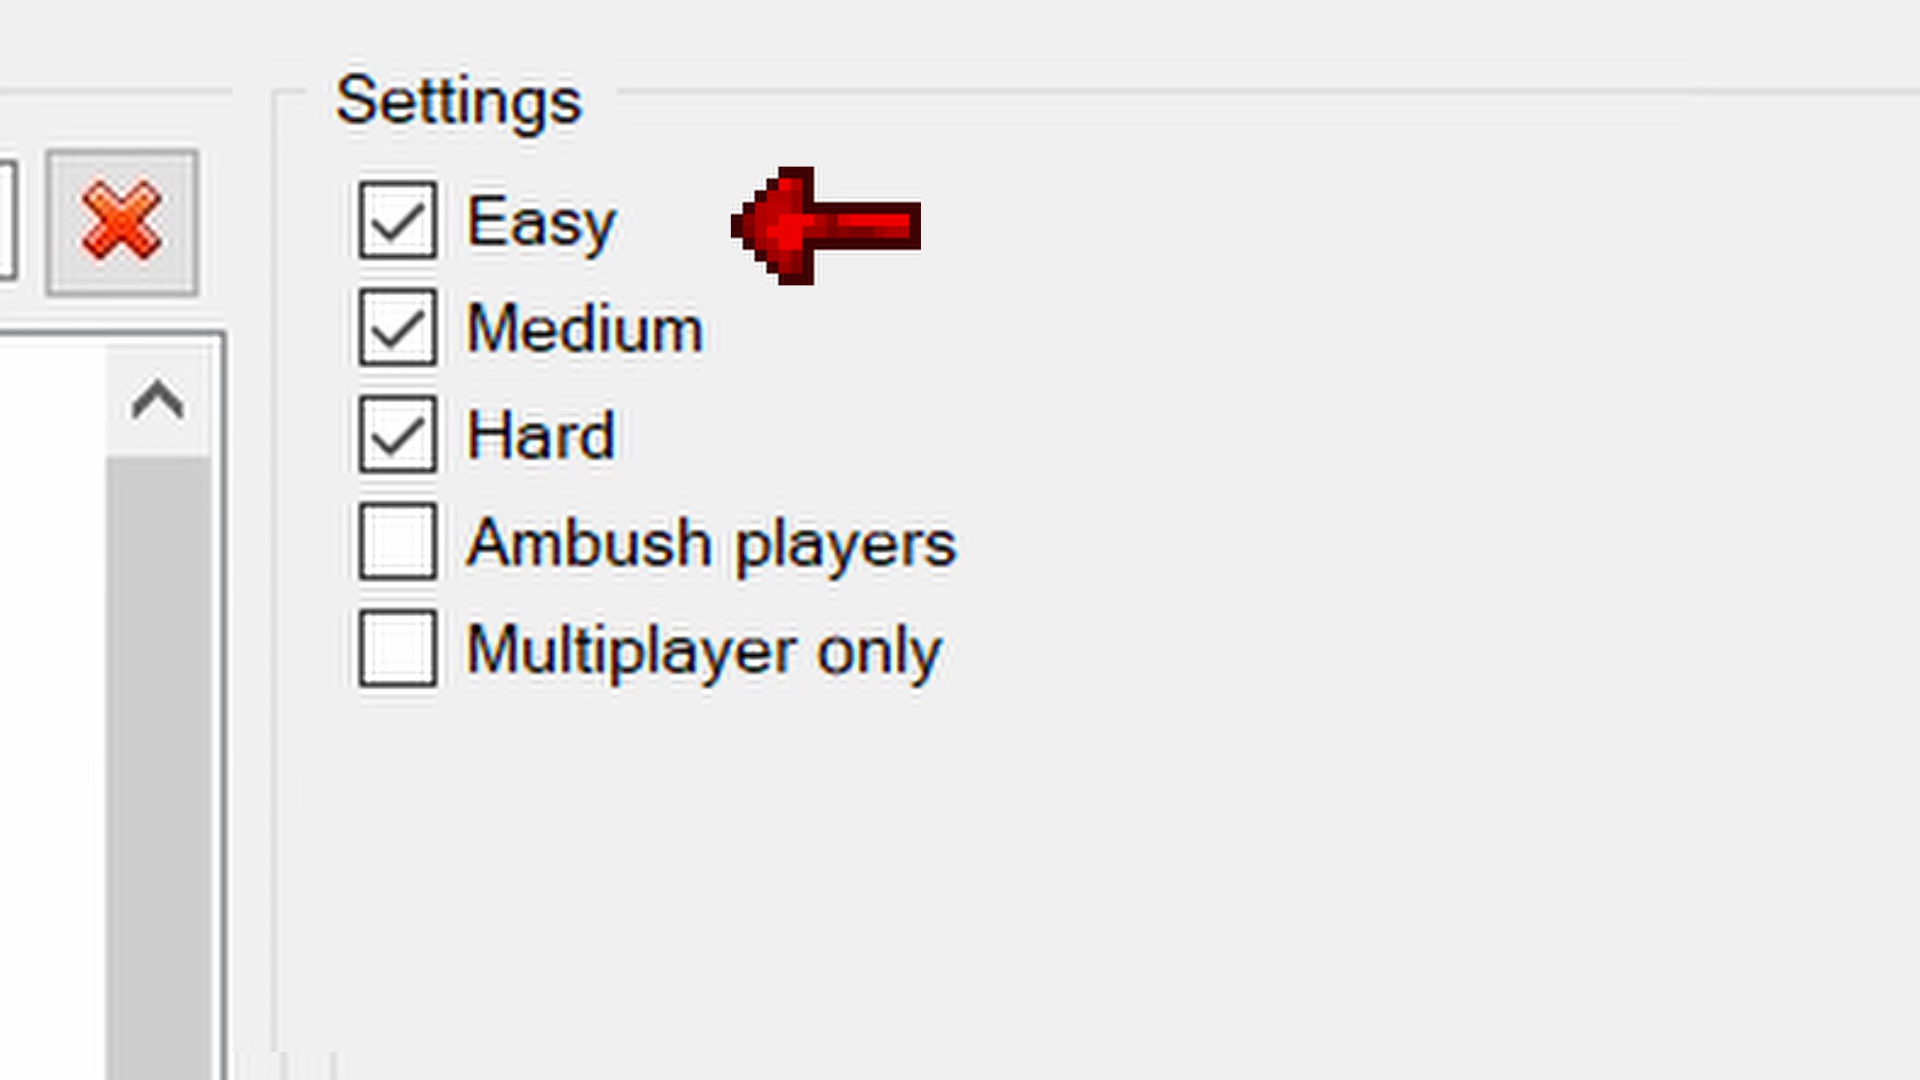 Settings
Easy
Medium
Hard
Ambush players
Multiplayer only